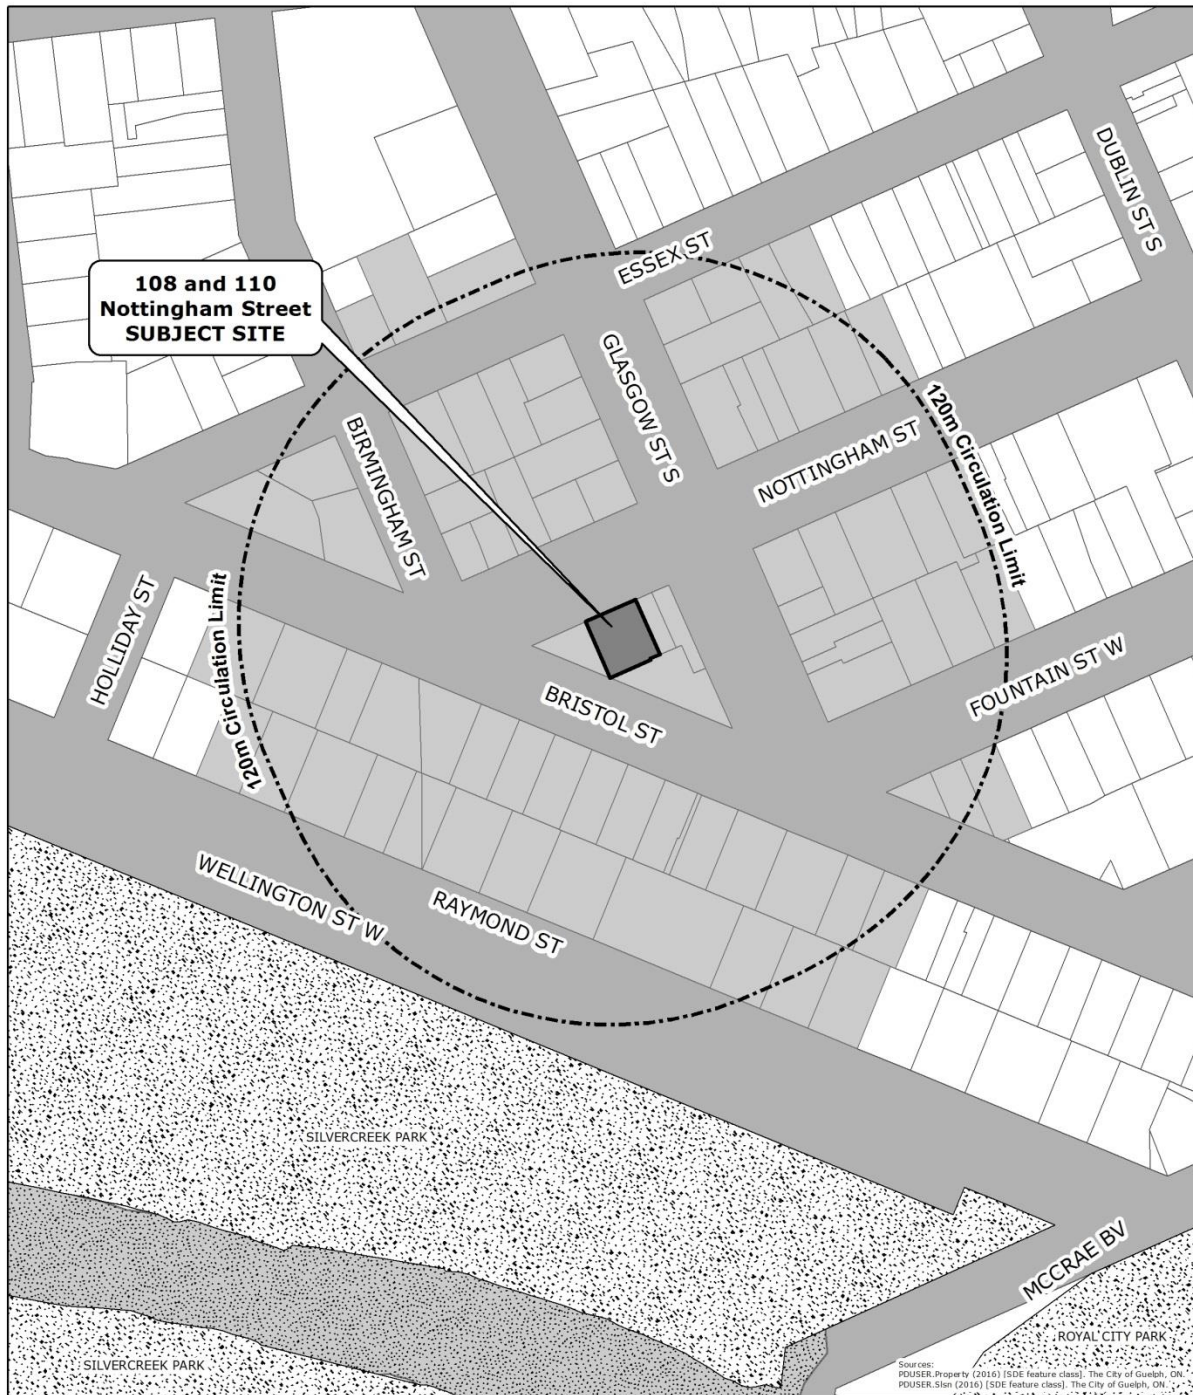 ESSEX ST
DUBLIN ST S
108 and 110
Nottingham Street
SUBJECT SITE
GLASGOW ST S
BIRMINGHAM ST
120m Circulation Limit
NOTTINGHAM ST
HOLLIDAY ST
120m Circulation Limit
FOUNTAIN ST W
BRISTOL ST
WELLINGTON ST W
RAYMOND ST
SILVERCREEK PARK
MCCRAE BV
ROYAL CITY PARK
SILVERCREEK PARK
Sources:
PDUSER.Property (2016) [SDE feature class]. The City of Guelph, ON.
PDUSER.Slsn (2016) [SDE feature class]. The City of Guelph, ON.